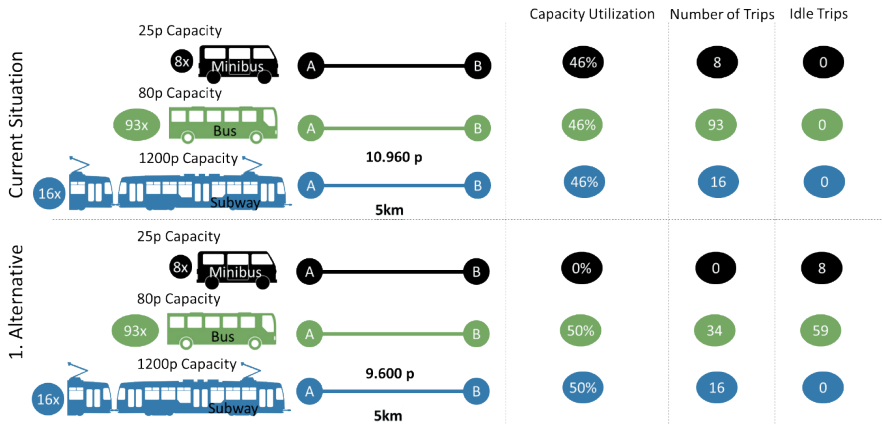 Capacity Utilization Number of Trips Idle Trips
Current Situation
25p Capacity
8x Minibus A B 46% 8 0
80p Capacity
93x Bus A B 46% 93 0
1200p Capacity 10.960 p
16x Subway A B 46% 16 0
5km
1. Alternative
25p Capacity
8x Minibus A B 0% 0 8
80p Capacity
93x Bus A B 50% 34 59
1200p Capacity 9.600 p
16x Subway A B 50% 16 0
5km